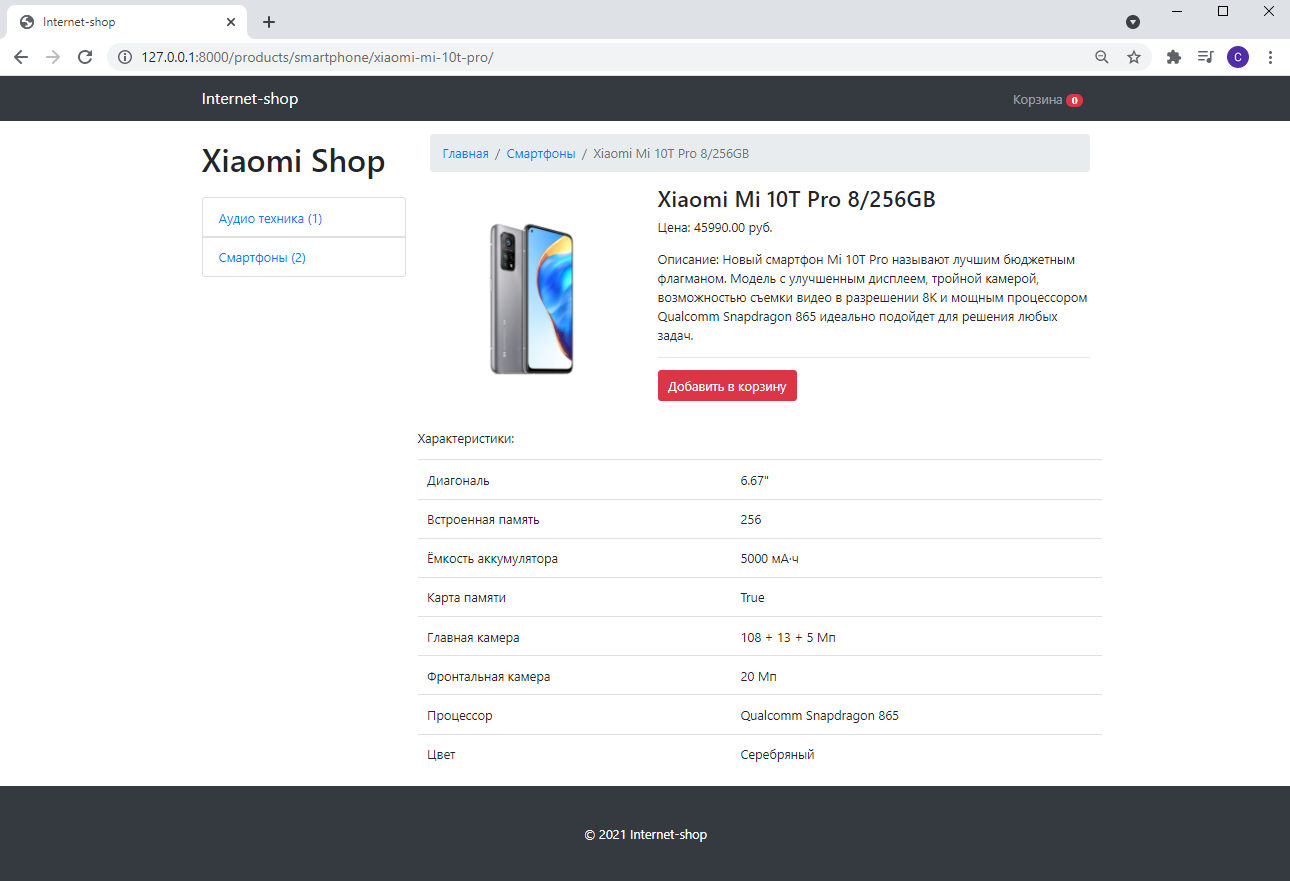 Internet-shop
127.0.0.1:8000/products/smartphone/xiaomi-mi-10t-pro/
C
Internet-shop
Корзина 0
Xiaomi Shop
Аудио техника (1)
Смартфоны (2)
Главная / Смартфоны / Xiaomi Mi 10T Pro 8/256GB
Xiaomi Mi 10T Pro 8/256GB
Цена: 45990.00 руб.
Описание: Новый смартфон Mi 10T Pro называют лучшим бюджетным
флагманом. Модель с улучшенным дисплеем, тройной камерой,
возможностью съемки видео в разрешении 8K и мощным процессором
Qualcomm Snapdragon 865 идеально подойдет для решения любых
задач.
Добавить в корзину
Характеристики:
Диагональ 6.67"
Встроенная память 256
Ёмкость аккумулятора 5000 мА·ч
Карта памяти True
Главная камера 108 + 13 + 5 Мп
Фронтальная камера 20 Мп
Процессор Qualcomm Snapdragon 865
Цвет Серебряный
© 2021 Internet-shop